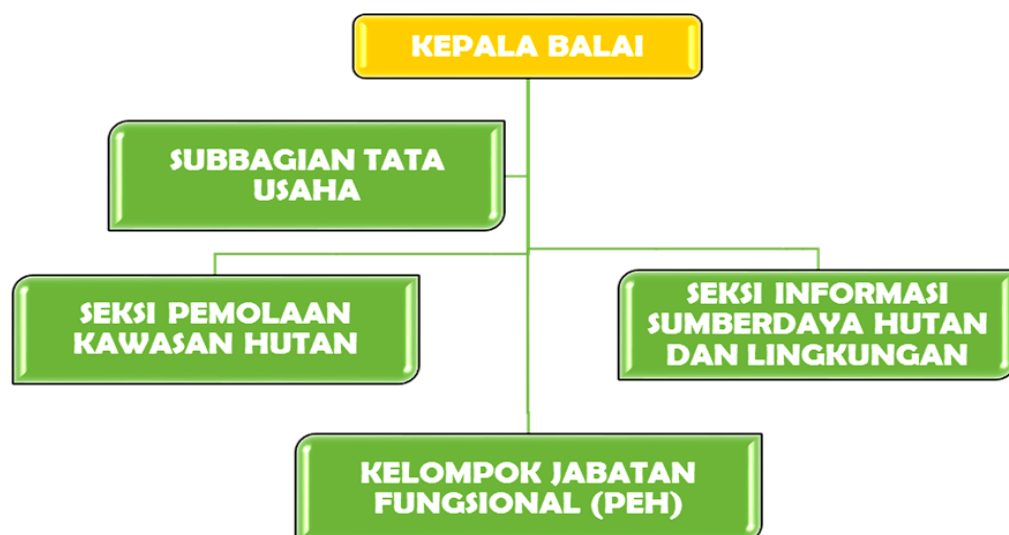 KEPALA BALAI
SUBBAGIAN TATA
USAHA
SEKSI PEMOLAAN
KAWASAN HUTAN
SEKSI INFORMASI
SUMBERDAYA HUTAN
DAN LINGKUNGAN
KELOMPOK JABATAN
FUNGSIONAL (PEH)